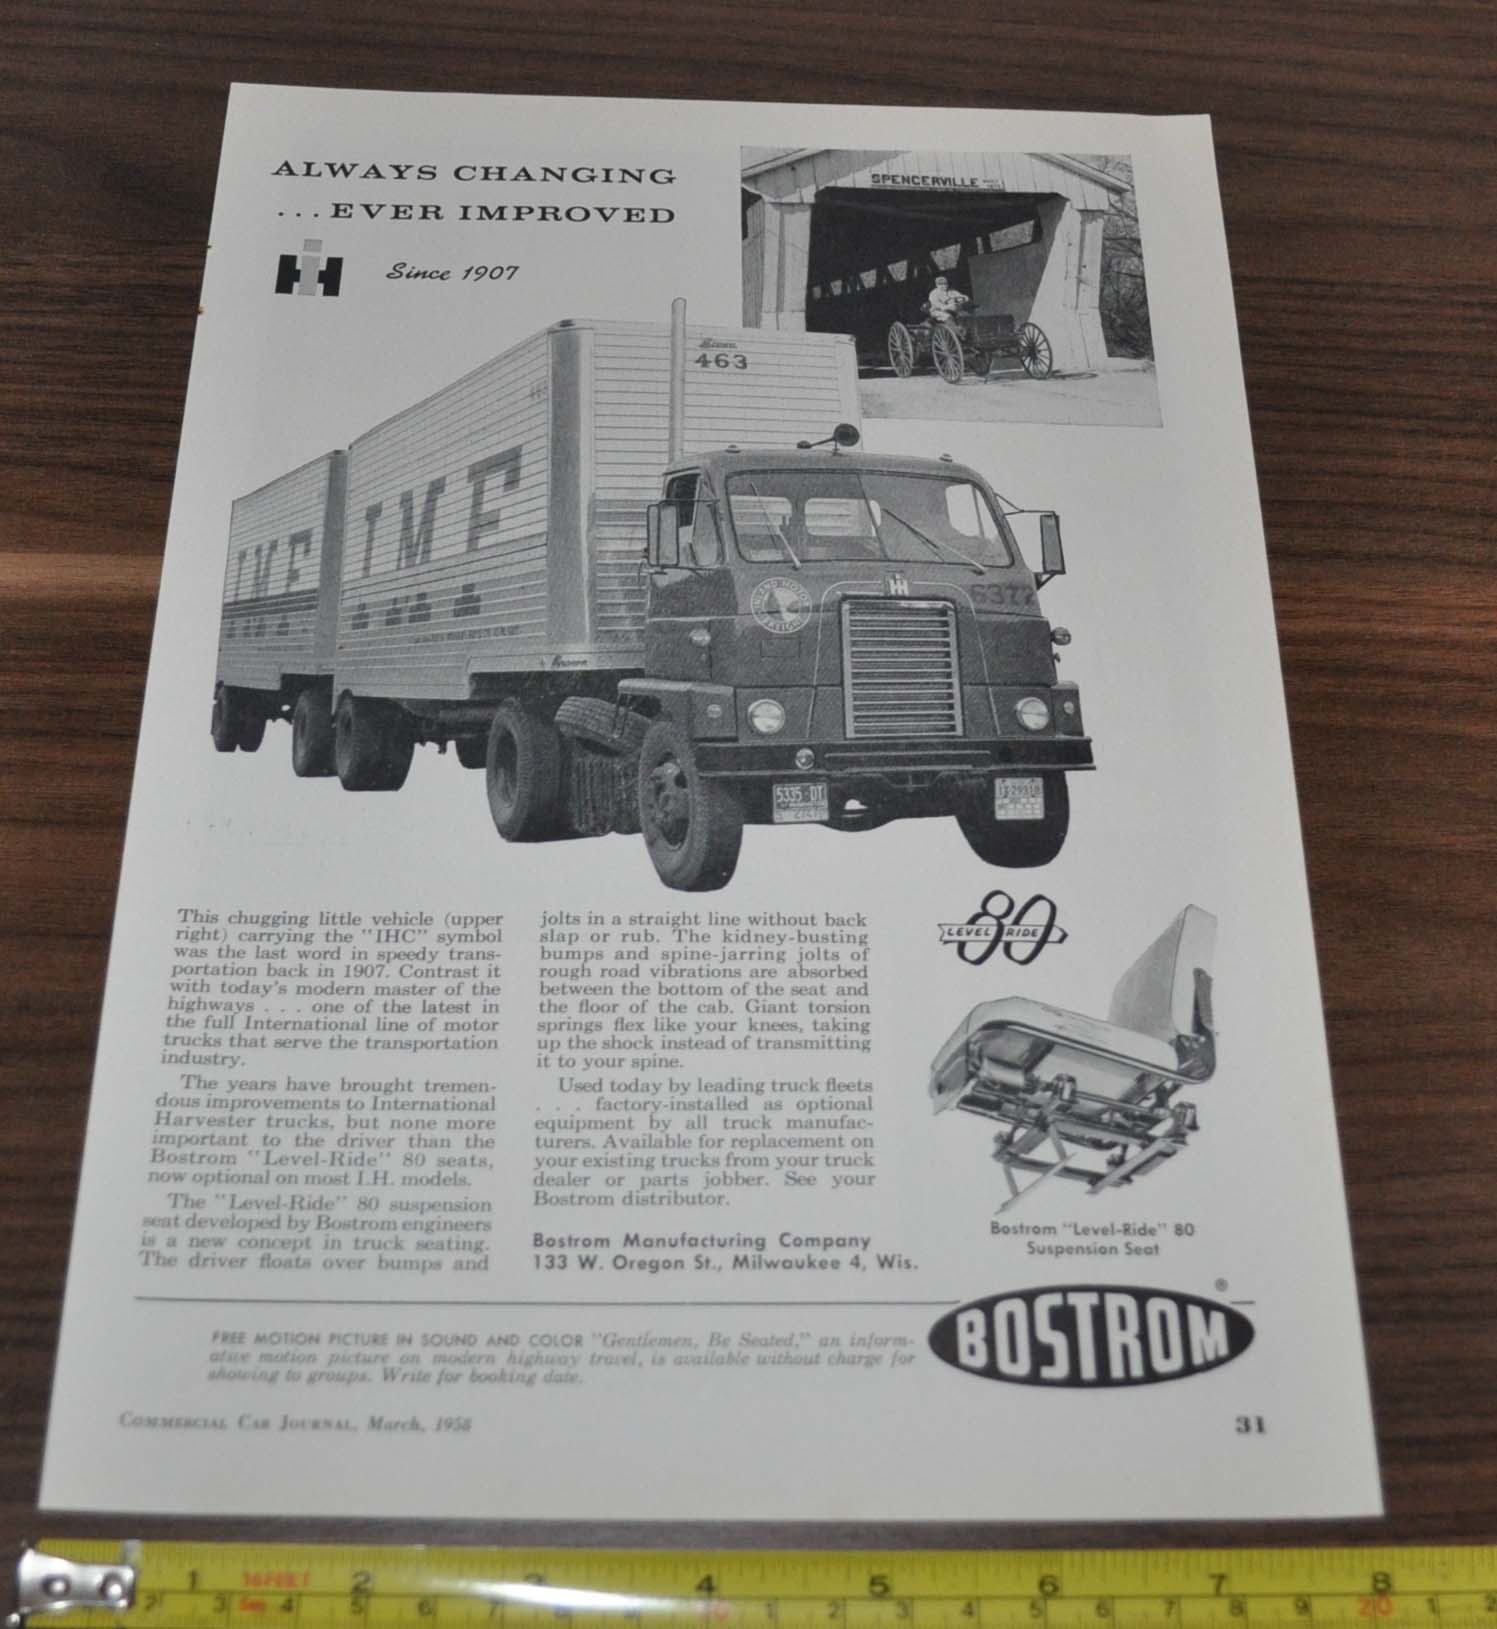 ALWAYS CHANGING
...EVER IMPROVED
Since 1907
SPENCERVILLE
463
IMF
IMF
6372
5335-DT
This chugging little vehicle (upper
right) carrying the "IHC" symbol
was the last word in speedy trans-
portation back in 1907. Contrast it
with today's modern master of the
highways . . . one of the latest in
the full International line of motor
trucks that serve the transportation
industry.
The years have brought tremen-
dous improvements to International
Harvester trucks, but none more
important to the driver than the
Bostrom "Level-Ride" 80 seats,
now optional on most I.H. models.
The "Level-Ride" 80 suspension
seat developed by Bostrom engineers
is a new concept in truck seating.
The driver floats over bumps and
jolts in a straight line without back
slap or rub. The kidney-busting
bumps and spine-jarring jolts of
rough road vibrations are absorbed
between the bottom of the seat and
the floor of the cab. Giant torsion
springs flex like your knees, taking
up the shock instead of transmitting
it to your spine.
Used today by leading truck fleets
. . . factory-installed as optional
equipment by all truck manufac-
turers. Available for replacement on
your existing trucks from your truck
dealer or parts jobber. See your
Bostrom distributor.
Bostrom Manufacturing Company
133 W. Oregon St., Milwaukee 4, Wis.
80
LEVEL RIDE
Bostrom "Level-Ride" 80
Suspension Seat
BOSTROM
®
FREE MOTION PICTURE IN SOUND AND COLOR "Gentlemen, Be Seated," an inform-
ative motion picture on modern highway travel, is available without charge for
showing to groups. Write for booking date.
COMMERCIAL CAR JOURNAL, March, 1958
31
1 16FEET 2 3 4 5 6 7 8